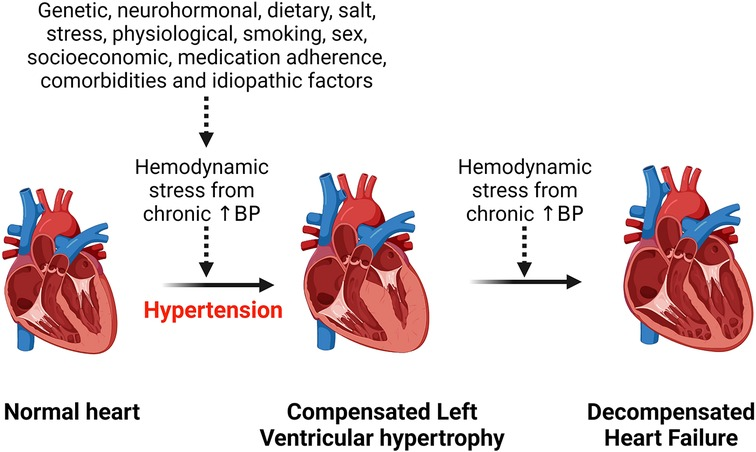 Genetic, neurohormonal, dietary, salt,
stress, physiological, smoking, sex,
socioeconomic, medication adherence,
comorbidities and idiopathic factors
Hemodynamic
stress from
chronic ↑BP
Hypertension
Hemodynamic
stress from
chronic ↑BP
Normal heart
Compensated Left
Ventricular hypertrophy
Decompensated
Heart Failure